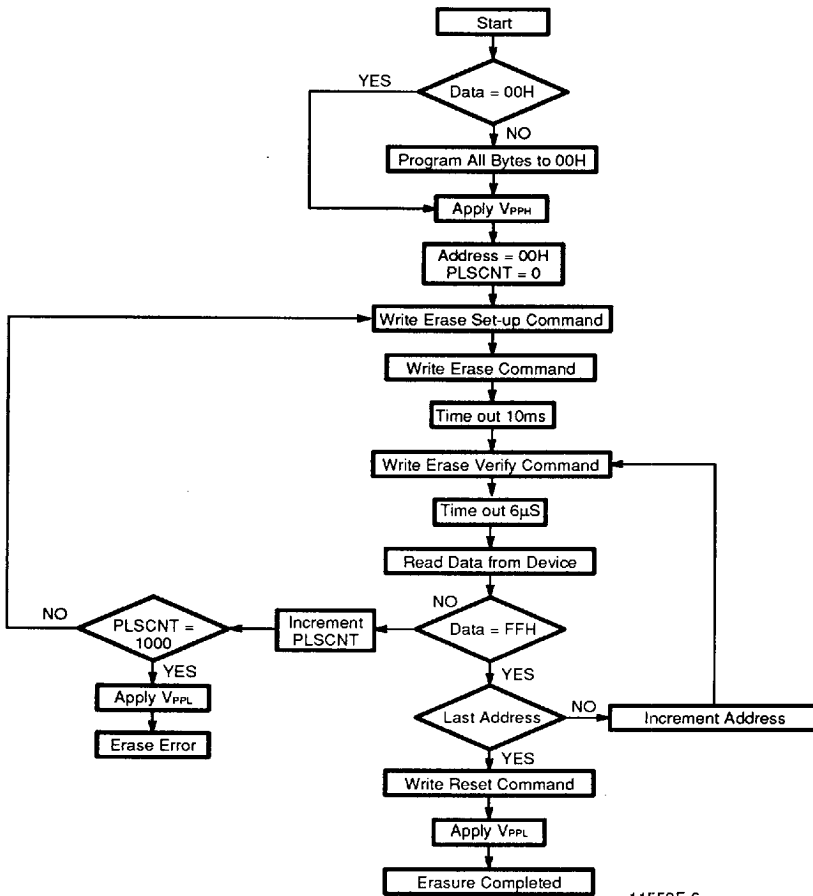 Start
YES
Data = 00H
NO
Program All Bytes to 00H
Apply VPPH
Address = 00H
PLSCNT = 0
Write Erase Set-up Command
Write Erase Command
Time out 10ms
Write Erase Verify Command
Time out 6µS
Read Data from Device
NO
PLSCNT =
1000
Increment
PLSCNT
NO
Data = FFH
YES
YES
Apply VPPL
Erase Error
Last Address
NO
Increment Address
YES
Write Reset Command
Apply VPPL
Erasure Completed